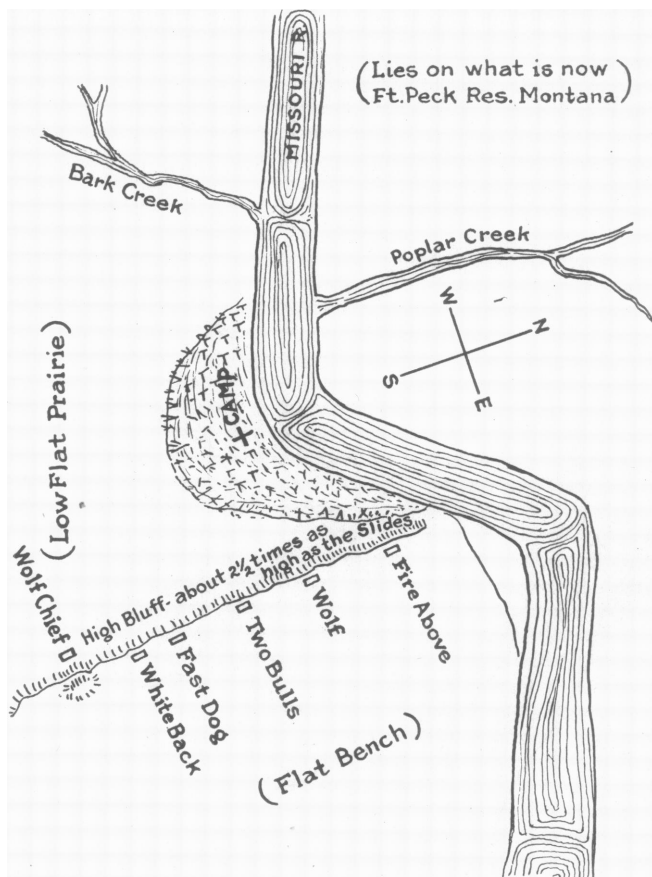 MISSOURI R.
(Lies on what is now
Ft. Peck Res. Montana)
Bark Creek
Poplar Creek
W
N
S
E
+CAMP
(Low Flat Prairie)
High Bluff- about 2½ times as
high as the Slides
Wolf Chief
White Back
Fast Dog
Two Bulls
Wolf
Fire Above
(Flat Bench)